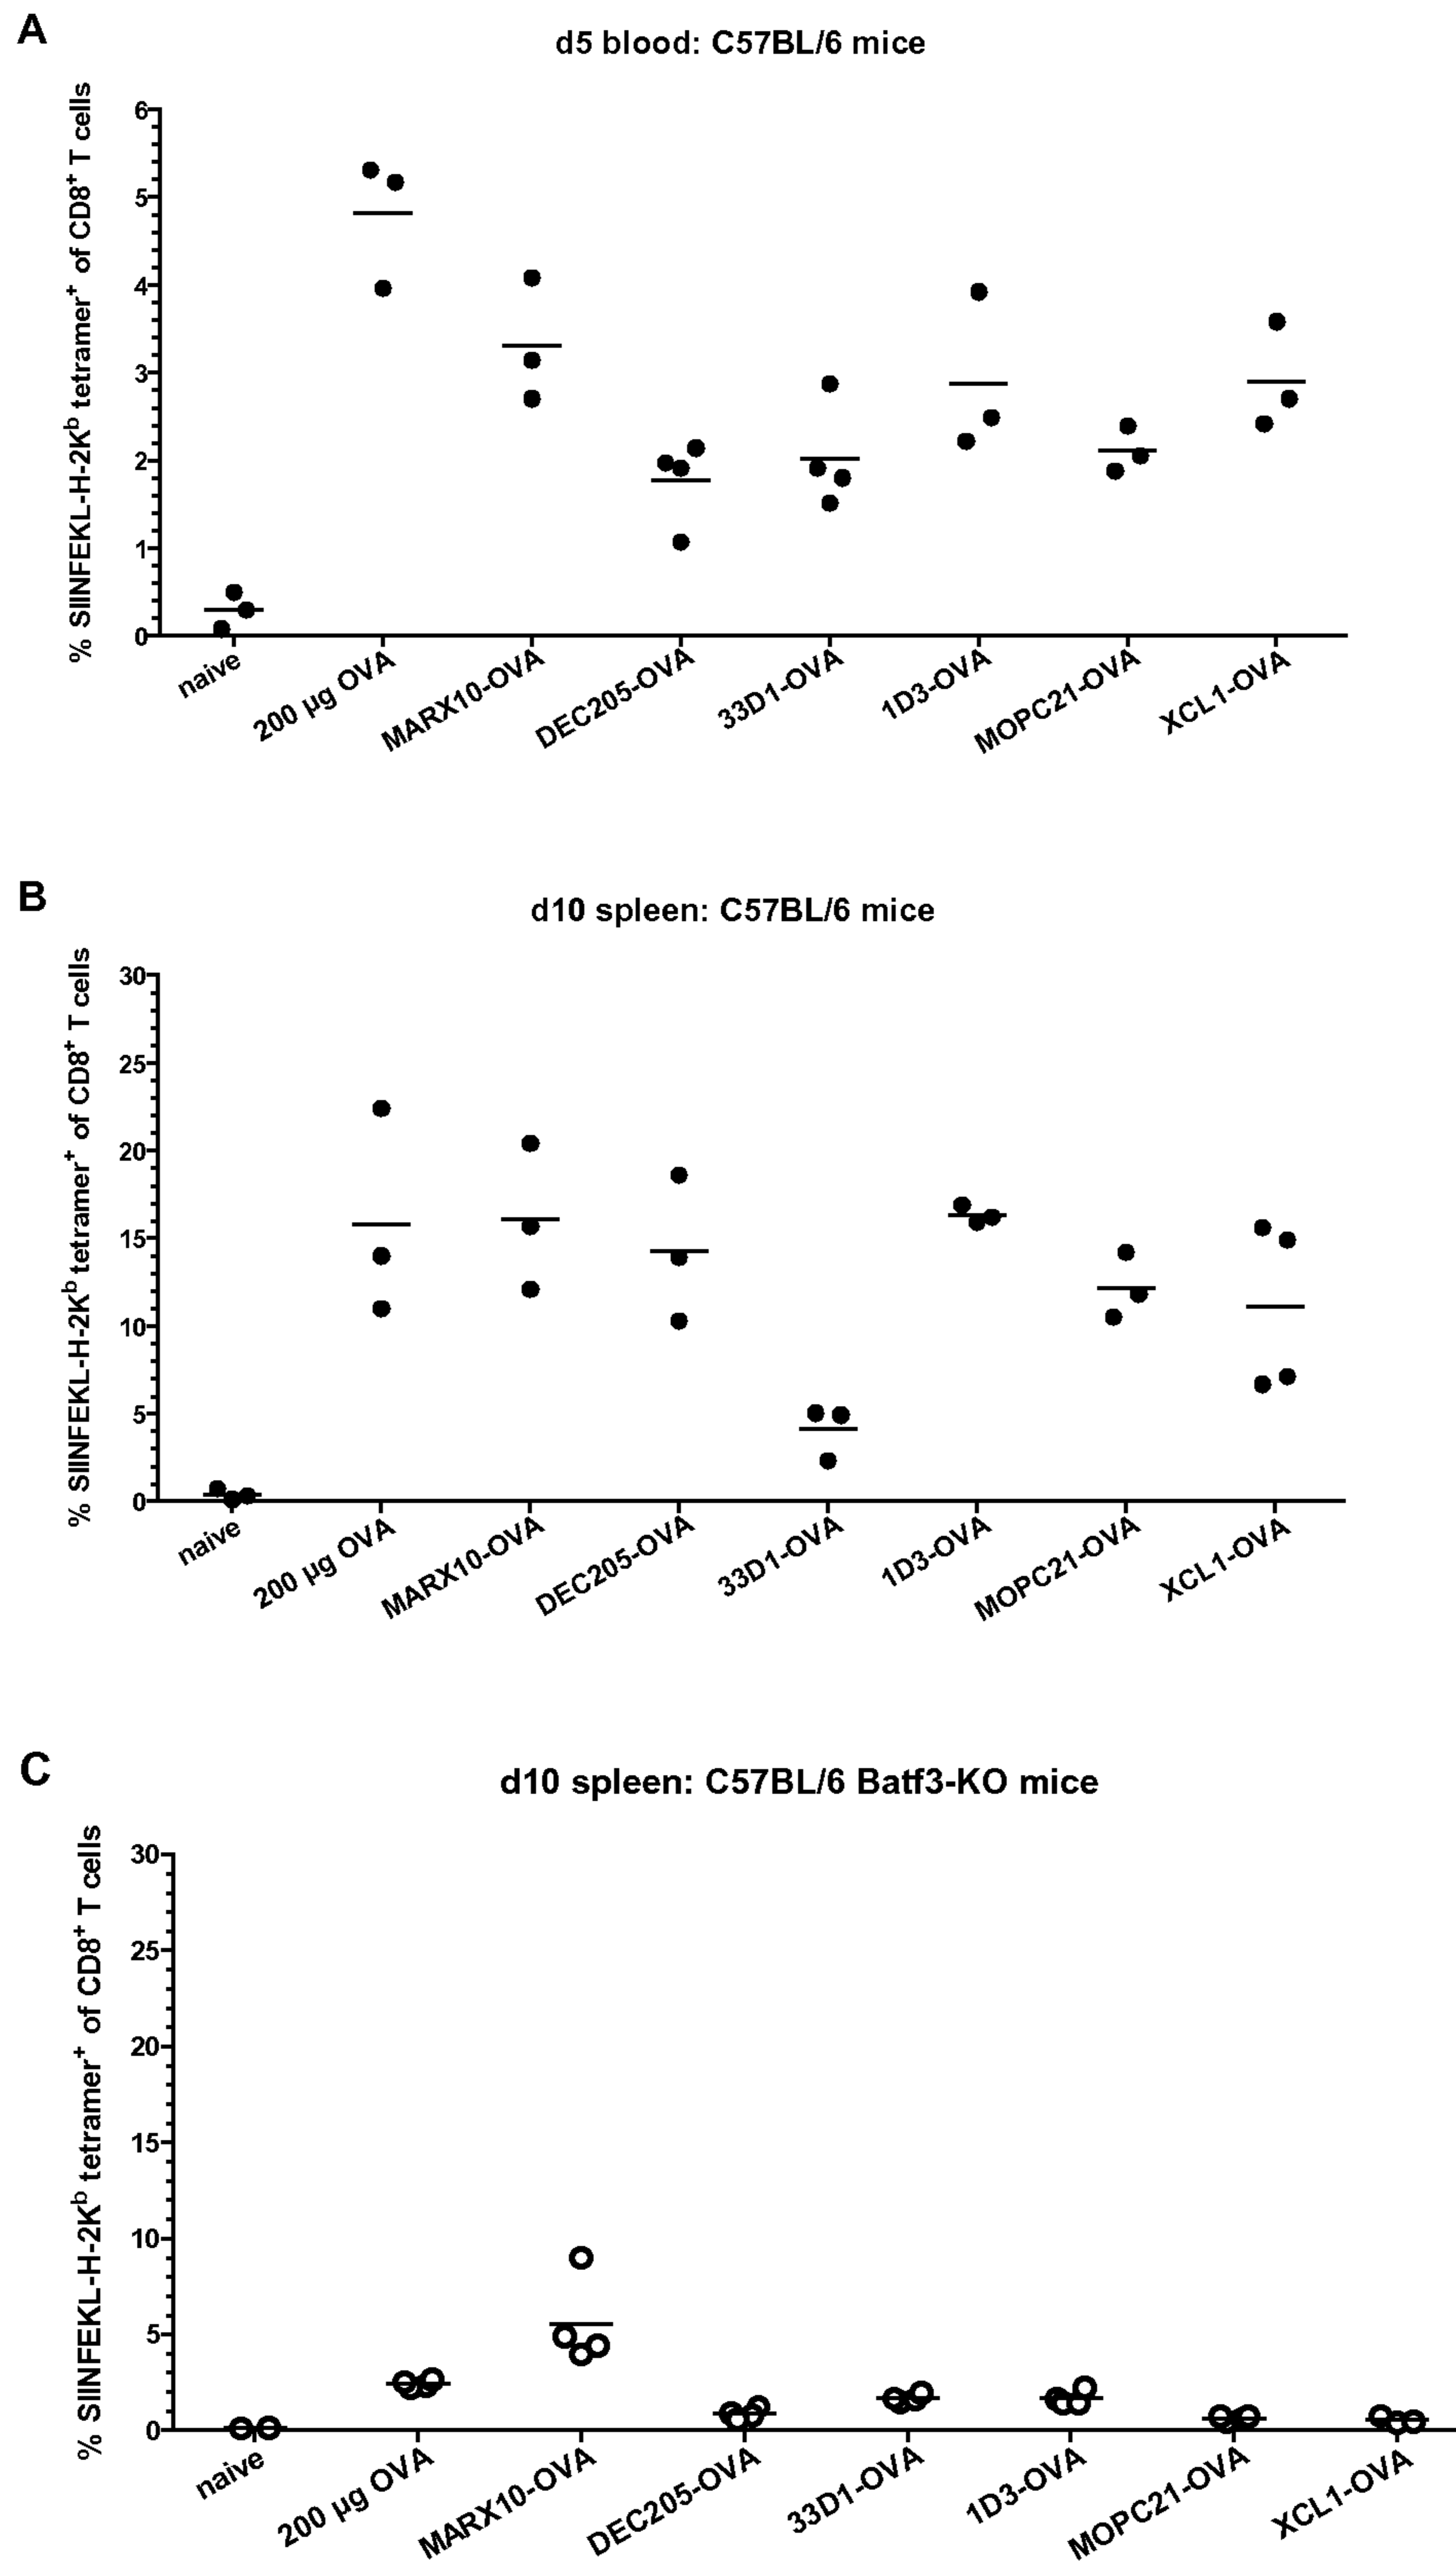 A
d5 blood: C57BL/6 mice
% SIINFEKL-H-2Kb tetramer+ of CD8+ T cells
6
5
4
3
2
1
0
naive
200 µg OVA
MARX10-OVA
DEC205-OVA
33D1-OVA
1D3-OVA
MOPC21-OVA
XCL1-OVA
B
d10 spleen: C57BL/6 mice
% SIINFEKL-H-2Kb tetramer+ of CD8+ T cells
30
25
20
15
10
5
0
naive
200 µg OVA
MARX10-OVA
DEC205-OVA
33D1-OVA
1D3-OVA
MOPC21-OVA
XCL1-OVA
C
d10 spleen: C57BL/6 Batf3-KO mice
% SIINFEKL-H-2Kb tetramer+ of CD8+ T cells
30
25
20
15
10
5
0
naive
200 µg OVA
MARX10-OVA
DEC205-OVA
33D1-OVA
1D3-OVA
MOPC21-OVA
XCL1-OVA